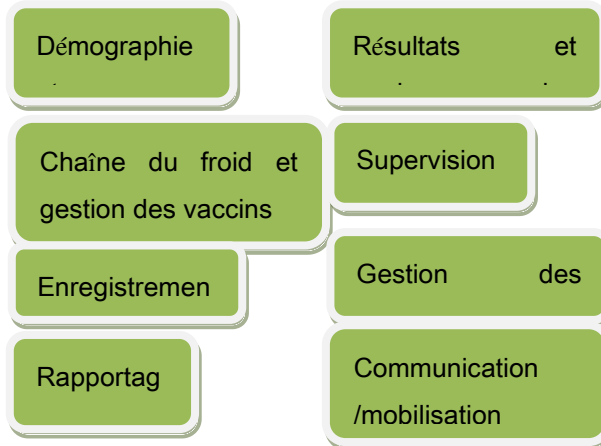 Démographie
Résultats et
Chaîne du froid et
gestion des vaccins
Supervision
Enregistremen
Gestion des
Rapportag
Communication
/mobilisation